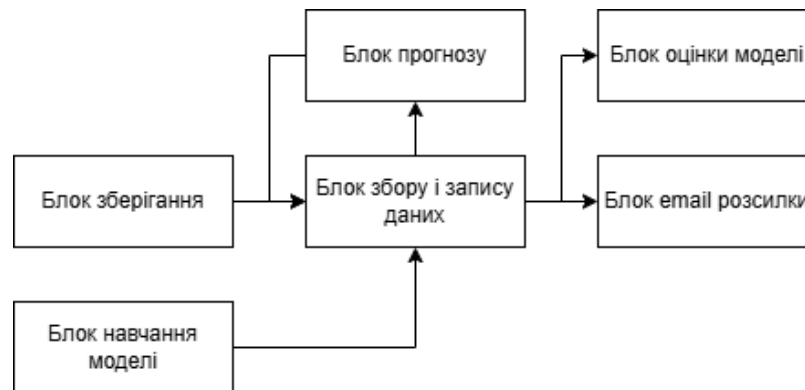 Блок прогнозу
Блок оцінки моделі
Блок зберігання
Блок збору і запису
даних
Блок email розсилки
Блок навчання
моделі